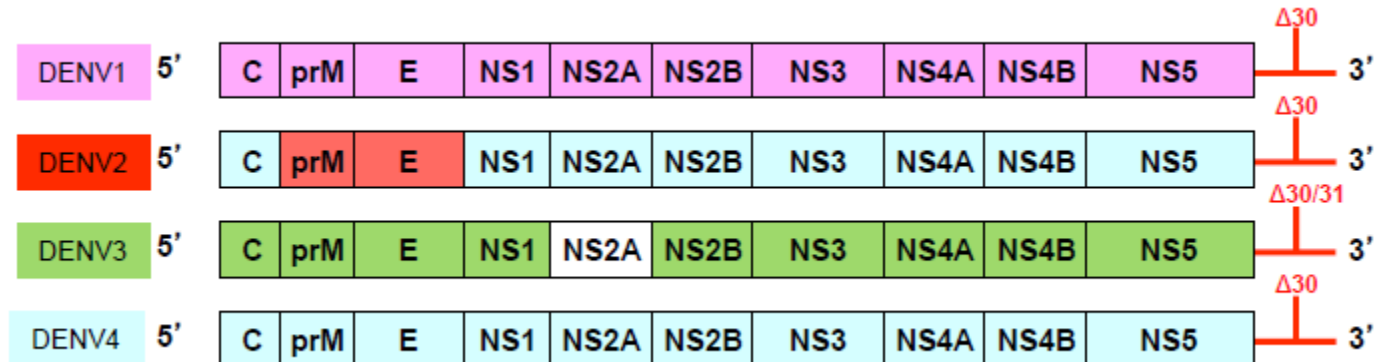 Δ30
DENV1 5’ C prM E NS1 NS2A NS2B NS3 NS4A NS4B NS5 3’
Δ30
DENV2 5’ C prM E NS1 NS2A NS2B NS3 NS4A NS4B NS5 3’
Δ30/31
DENV3 5’ C prM E NS1 NS2A NS2B NS3 NS4A NS4B NS5 3’
Δ30
DENV4 5’ C prM E NS1 NS2A NS2B NS3 NS4A NS4B NS5 3’